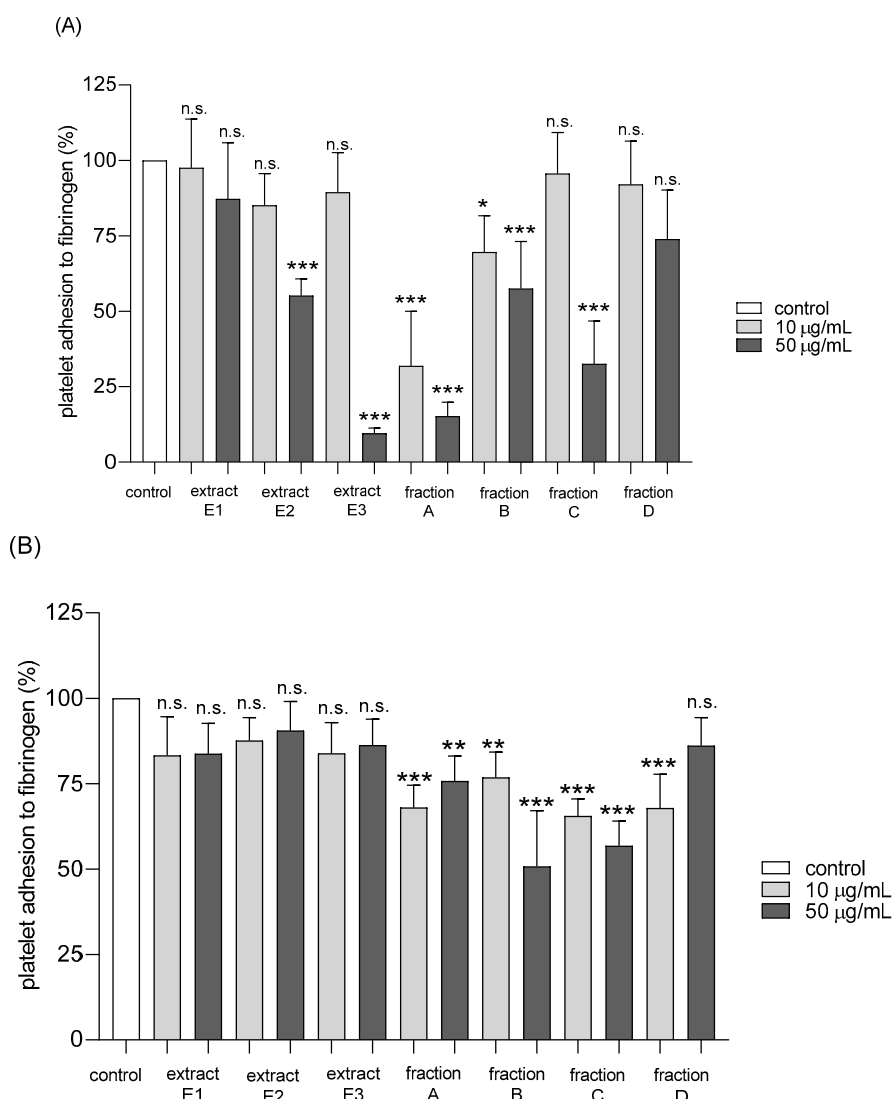 (A)
platelet adhesion to fibrinogen (%)
125
100
75
50
25
0
n.s.
n.s.
n.s.
***
n.s.
***
***
***
*
***
n.s.
***
n.s.
n.s.
control
extract E1
extract E2
extract E3
fraction A
fraction B
fraction C
fraction D
control
10 μg/mL
50 μg/mL
(B)
platelet adhesion to fibrinogen (%)
125
100
75
50
25
0
n.s.
n.s.
n.s.
n.s.
n.s.
n.s.
***
**
**
***
***
***
***
n.s.
control
extract E1
extract E2
extract E3
fraction A
fraction B
fraction C
fraction D
control
10 μg/mL
50 μg/mL